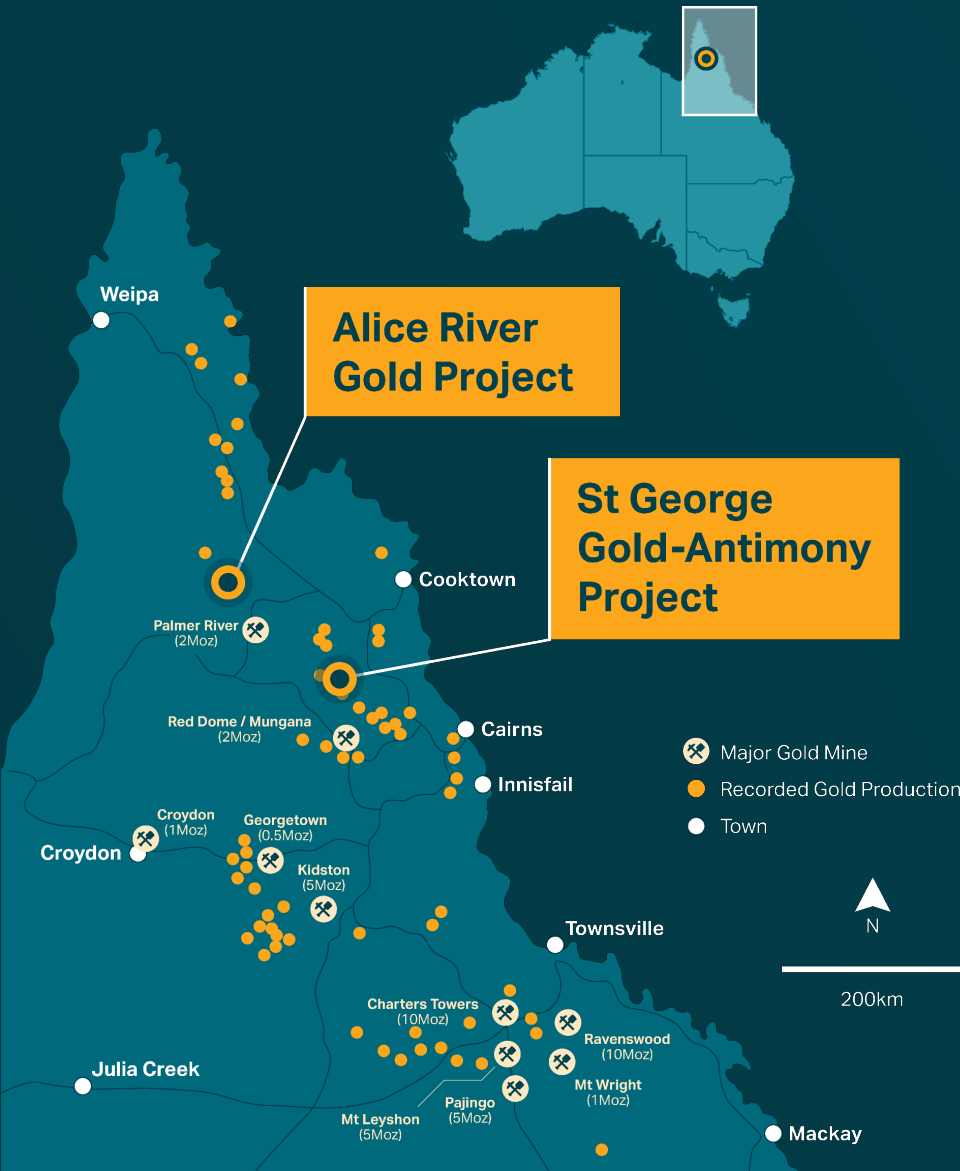 Weipa
Alice River
Gold Project
St George
Gold-Antimony
Project
Cooktown
Palmer River
(2Moz)
Red Dome / Mungana
(2Moz)
Cairns
Innisfail
Major Gold Mine
Recorded Gold Production
Town
Croydon
(1Moz)
Georgetown
(0.5Moz)
Croydon
Kidston
(5Moz)
N
Townsville
200km
Charters Towers
(10Moz)
Ravenswood
(10Moz)
Julia Creek
Mt Wright
(1Moz)
Pajingo
(5Moz)
Mt Leyshon
(5Moz)
Mackay